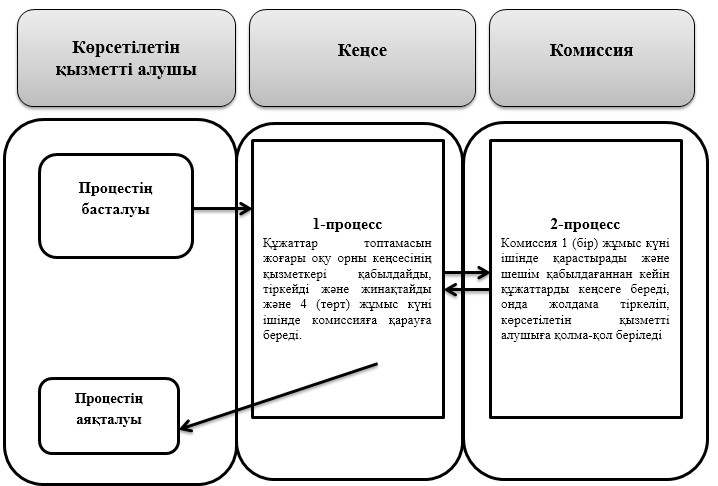 Көрсетілетін
қызметті алушы
Кеңсе
Комиссия
Процестің
басталуы
1-процесс
Құжаттар топтамасын
жоғары оқу орны кеңсесінің
қызметкері қабылдайды,
тіркейді және жинақтайды
және 4 (төрт) жұмыс күні
ішінде комиссияға қарауға
береді.
2-процесс
Комиссия 1 (бір) жұмыс күні
ішінде қарастырады және
шешім қабылдағаннан кейін
құжаттарды кеңсеге береді,
онда жолдама тіркеліп,
көрсетілетін қызметті
алушыға қолма-қол беріледі
Процестің
аяқталуы